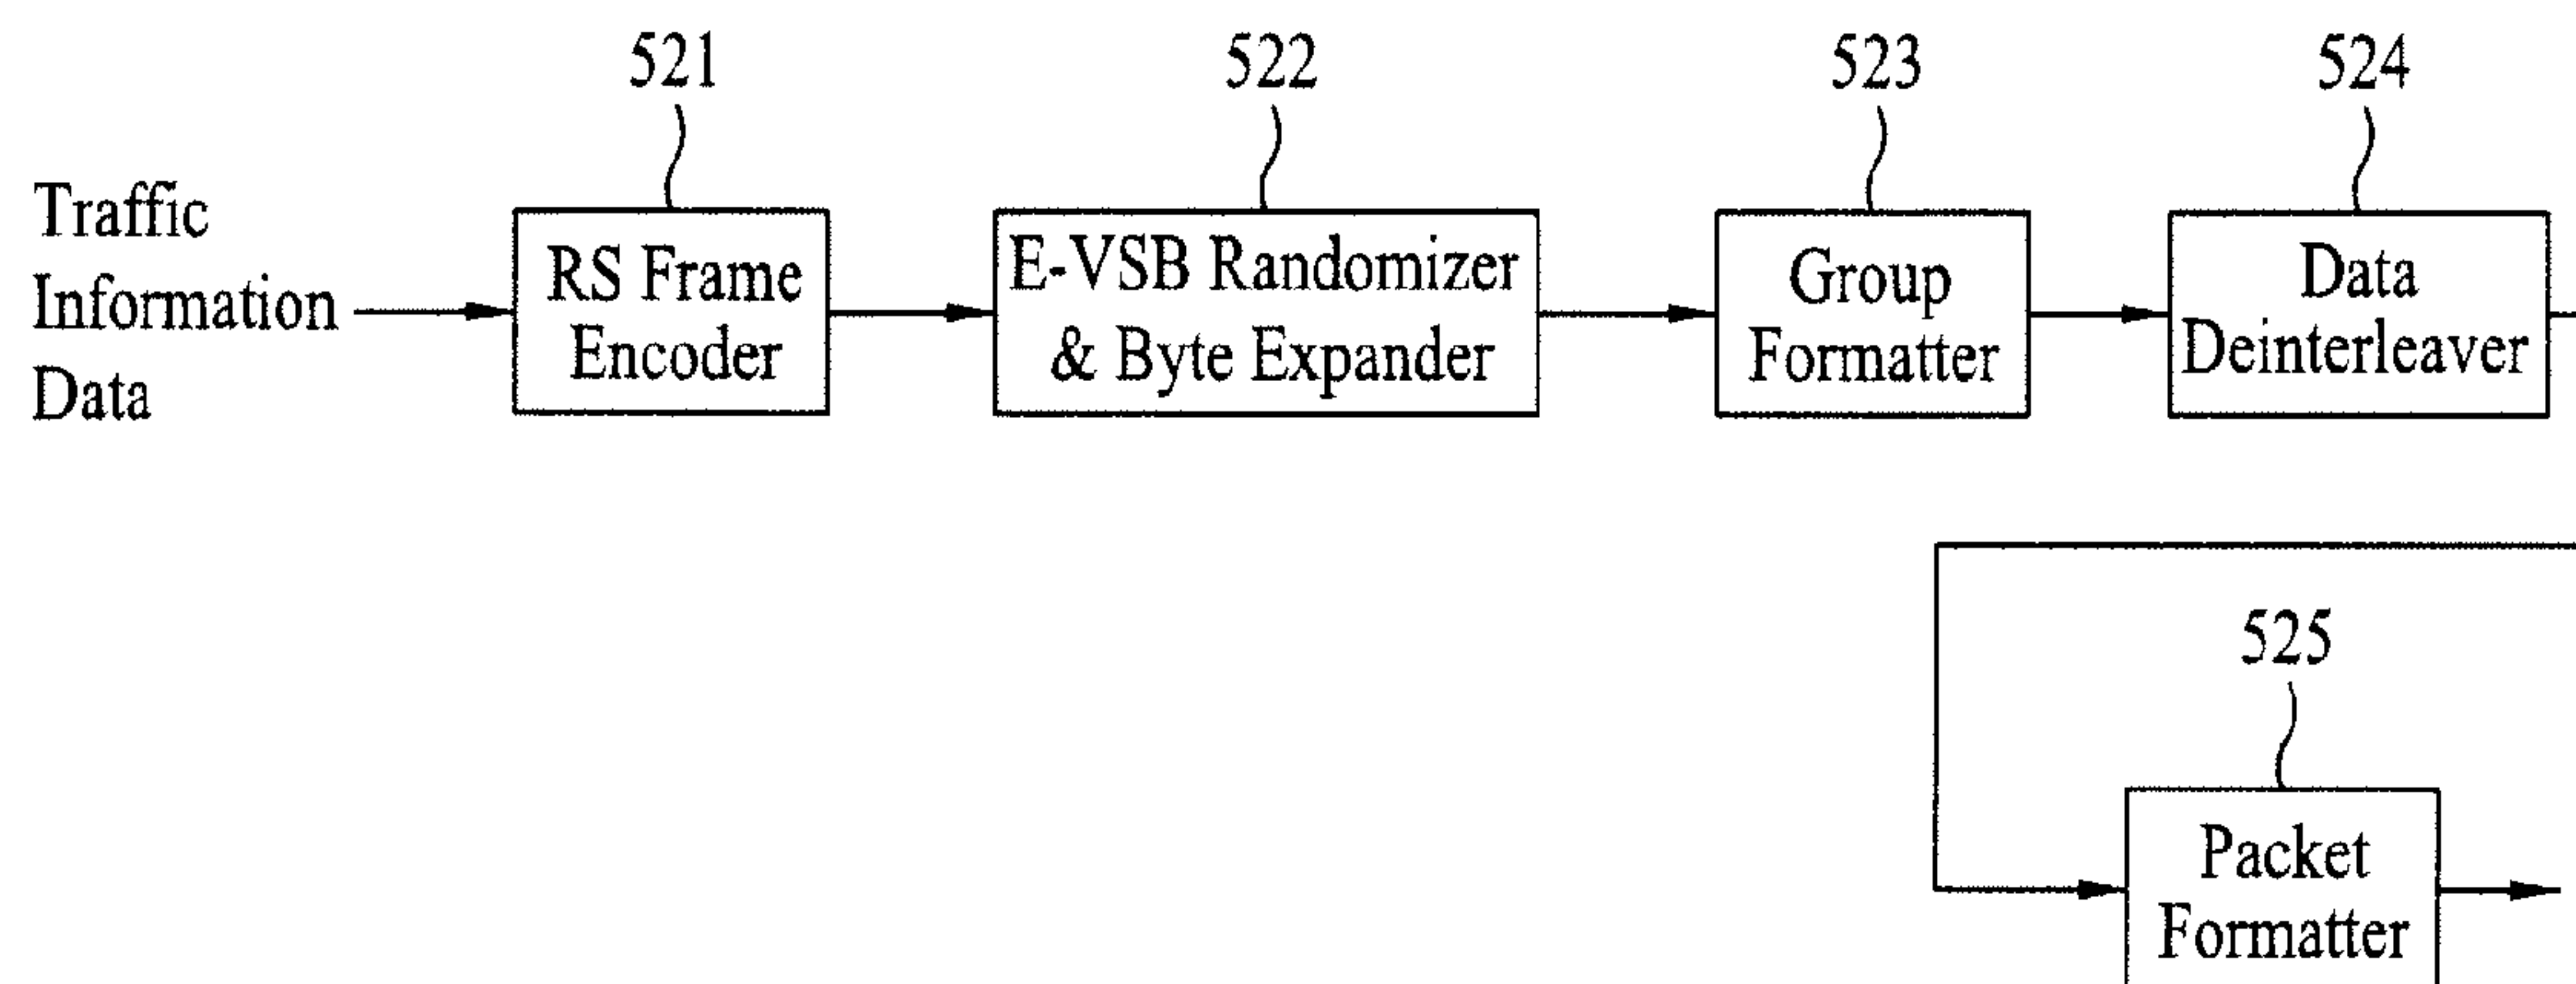 521
522
523
524
Traffic
Information
Data
RS Frame
Encoder
E-VSB Randomizer
& Byte Expander
Group
Formatter
Data
Deinterleaver
525
Packet
Formatter